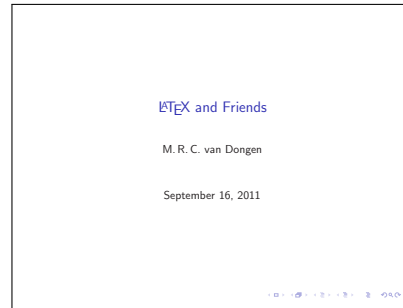 LATEX and Friends
M. R. C. van Dongen
September 16, 2011